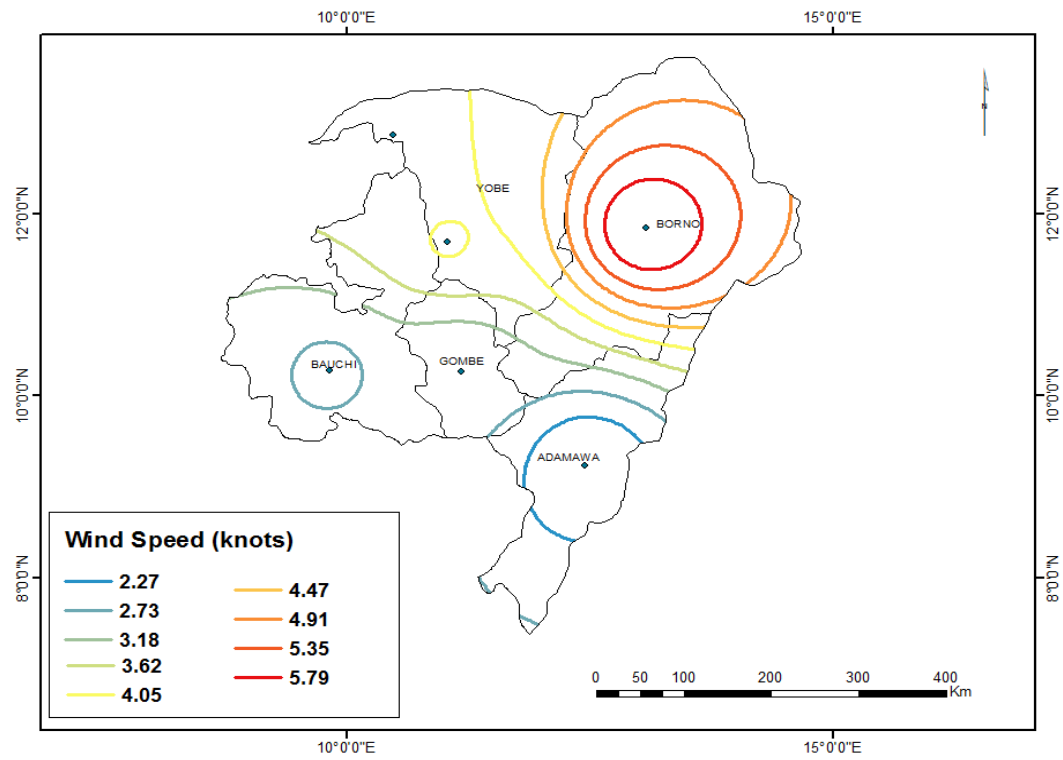 10°0'0"E 15°0'0"E
N
12°0'0"N 12°0'0"N
YOBE
BORNO
BAUCHI GOMBE
10°0'0"N 10°0'0"N
ADAMAWA
8°0'0"N 8°0'0"N
Wind Speed (knots)
2.27 4.47
2.73 4.91
3.18 5.35
3.62 5.79
4.05
0 50 100 200 300 400
Km
10°0'0"E 15°0'0"E